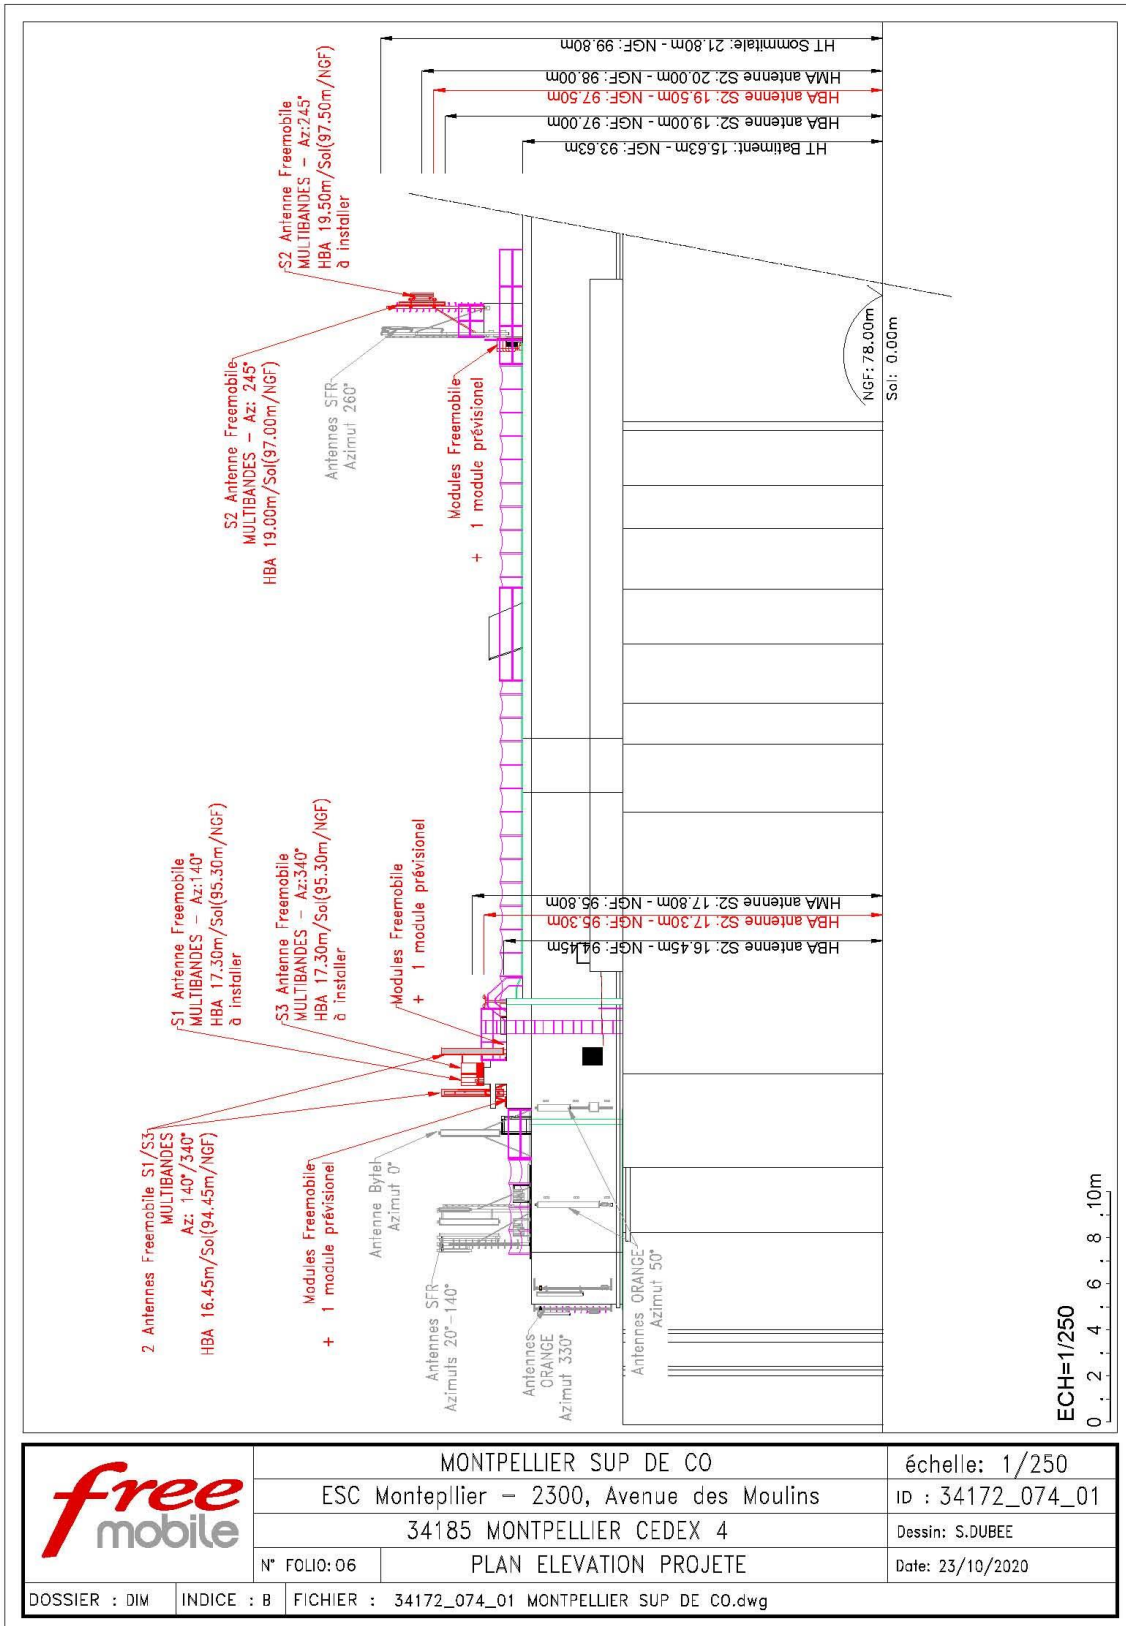 HT Sommitale: 21.80m - NGF: 99.80m
HMA antenne S2: 20.00m - NGF: 98.00m
HBA antenne S2: 19.50m - NGF: 97.50m
HBA antenne S2: 19.00m - NGF: 97.00m
HT Batiment: 15.63m - NGF: 93.63m
S2 Antenne Freemobile
MULTIBANDES - Az:245°
HBA 19.50m/Sol(97.50m/NGF)
à installer
S2 Antenne Freemobile
MULTIBANDES - Az: 245°
HBA 19.00m/Sol(97.00m/NGF)
Antennes SFR
Azimut 260°
Modules Freemobile
+ 1 module prévisionel
NGF: 78.00m
Sol: 0.00m
S1 Antenne Freemobile
MULTIBANDES - Az:140°
HBA 17.30m/Sol(95.30m/NGF)
à installer
S3 Antenne Freemobile
MULTIBANDES - Az:340°
HBA 17.30m/Sol(95.30m/NGF)
à installer
Modules Freemobile
+ 1 module prévisionel
HMA antenne S2: 17.80m - NGF: 95.80m
HBA antenne S2: 17.30m - NGF: 95.30m
HBA antenne S2: 16.45m - NGF: 94.45m
2 Antennes Freemobile S1/S3
MULTIBANDES
Az: 140°/340°
HBA 16.45m/Sol(94.45m/NGF)
Modules Freemobile
+ 1 module prévisionel
Antenne Bytel
Azimut 0°
Antennes SFR
Azimuts 20°-140°
Antennes
ORANGE
Azimut 330°
Antennes ORANGE
Azimut 50°
ECH=1/250
0 2 4 6 8 10m
free
mobile
MONTPELLIER SUP DE CO
ESC Montepllier - 2300, Avenue des Moulins
34185 MONTPELLIER CEDEX 4
N° FOLIO: 06
PLAN ELEVATION PROJETE
échelle: 1/250
ID : 34172_074_01
Dessin: S.DUBEE
Date: 23/10/2020
DOSSIER : DIM
INDICE : B
FICHIER : 34172_074_01 MONTPELLIER SUP DE CO.dwg